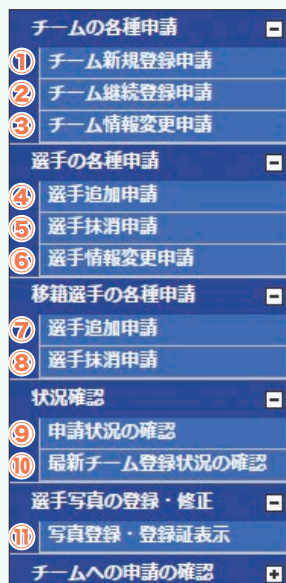 チームの各種申請
① チーム新規登録申請
② チーム継続登録申請
③ チーム情報変更申請
選手の各種申請
④ 選手追加申請
⑤ 選手抹消申請
⑥ 選手情報変更申請
移籍選手の各種申請
⑦ 選手追加申請
⑧ 選手抹消申請
状況確認
⑨ 申請状況の確認
⑩ 最新チーム登録状況の確認
選手写真の登録・修正
⑪ 写真登録・登録証表示
チームへの申請の確認